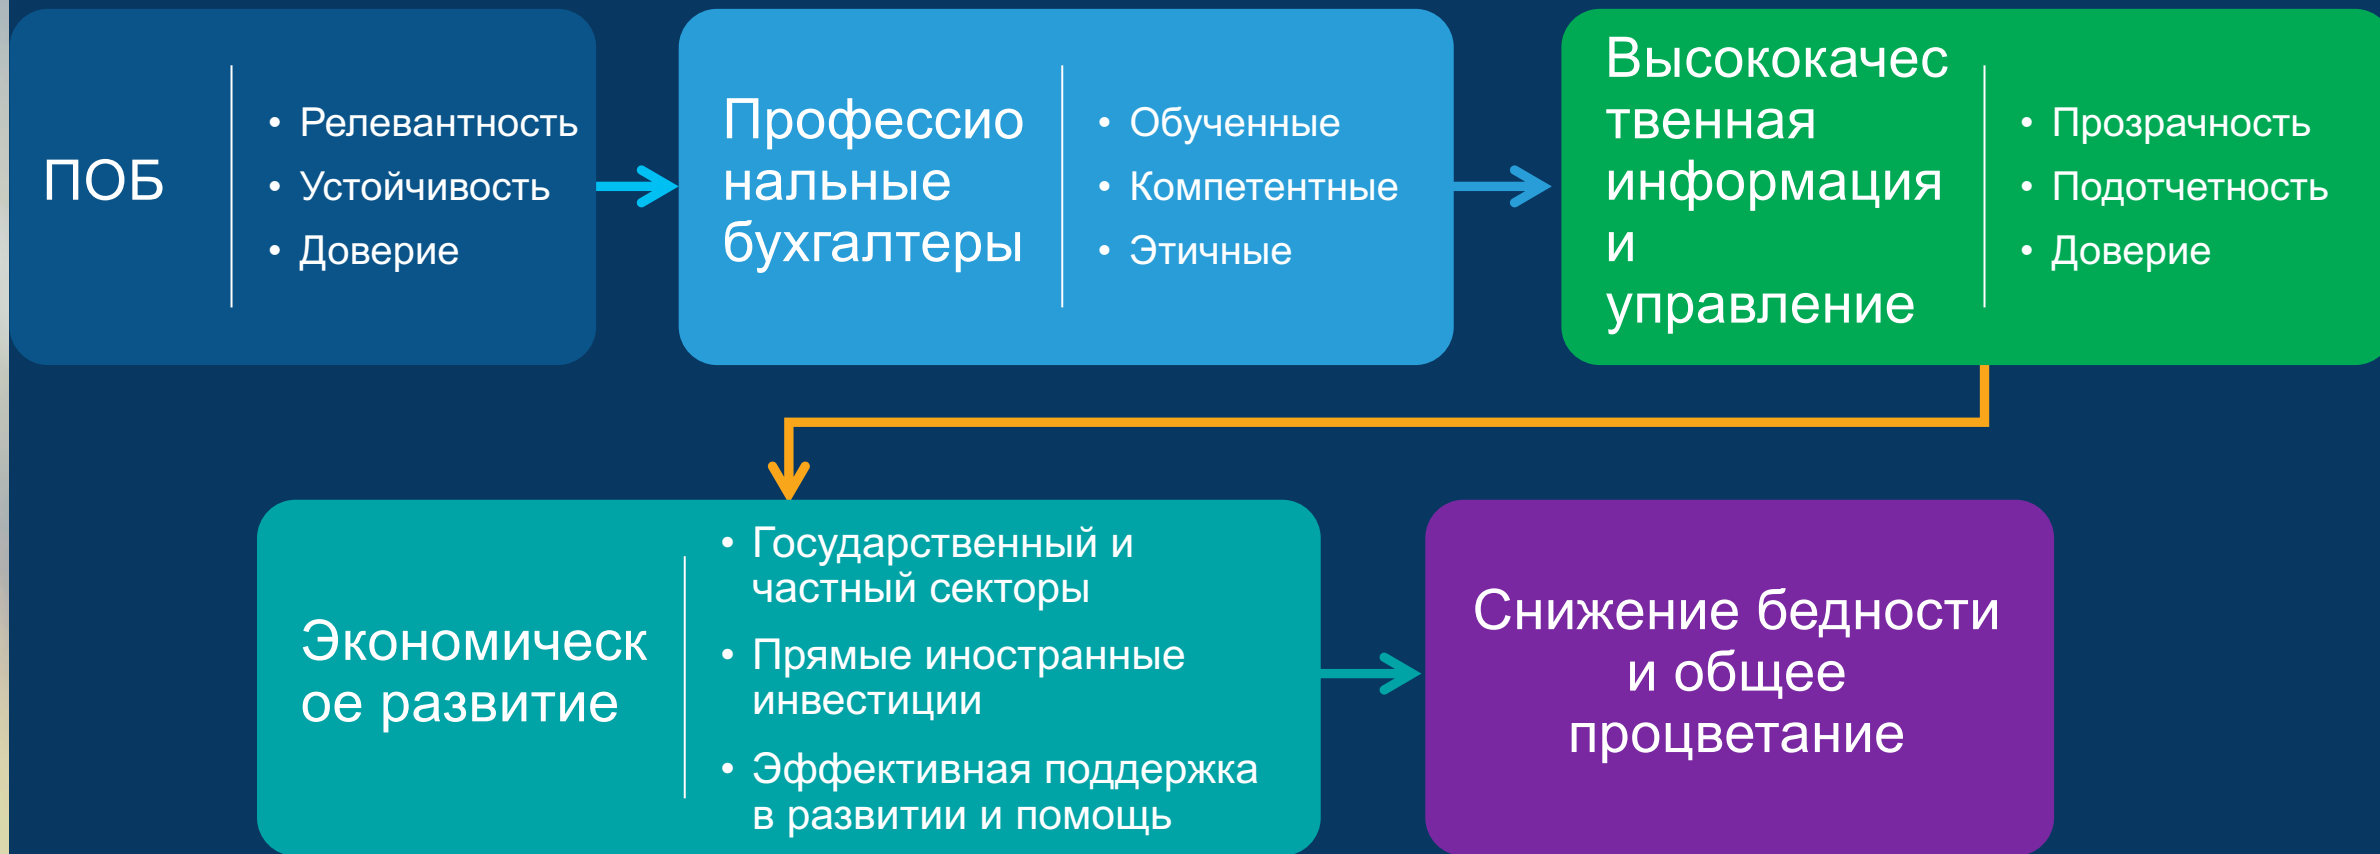 ПОБ
• Релевантность
• Устойчивость
• Доверие
Профессио
нальные
бухгалтеры
• Обученные
• Компетентные
• Этичные
Высококачес
твенная
информация
и
управление
• Прозрачность
• Подотчетность
• Доверие
Экономическ
ое развитие
• Государственный и
частный секторы
• Прямые иностранные
инвестиции
• Эффективная поддержка
в развитии и помощь
Снижение бедности
и общее
процветание